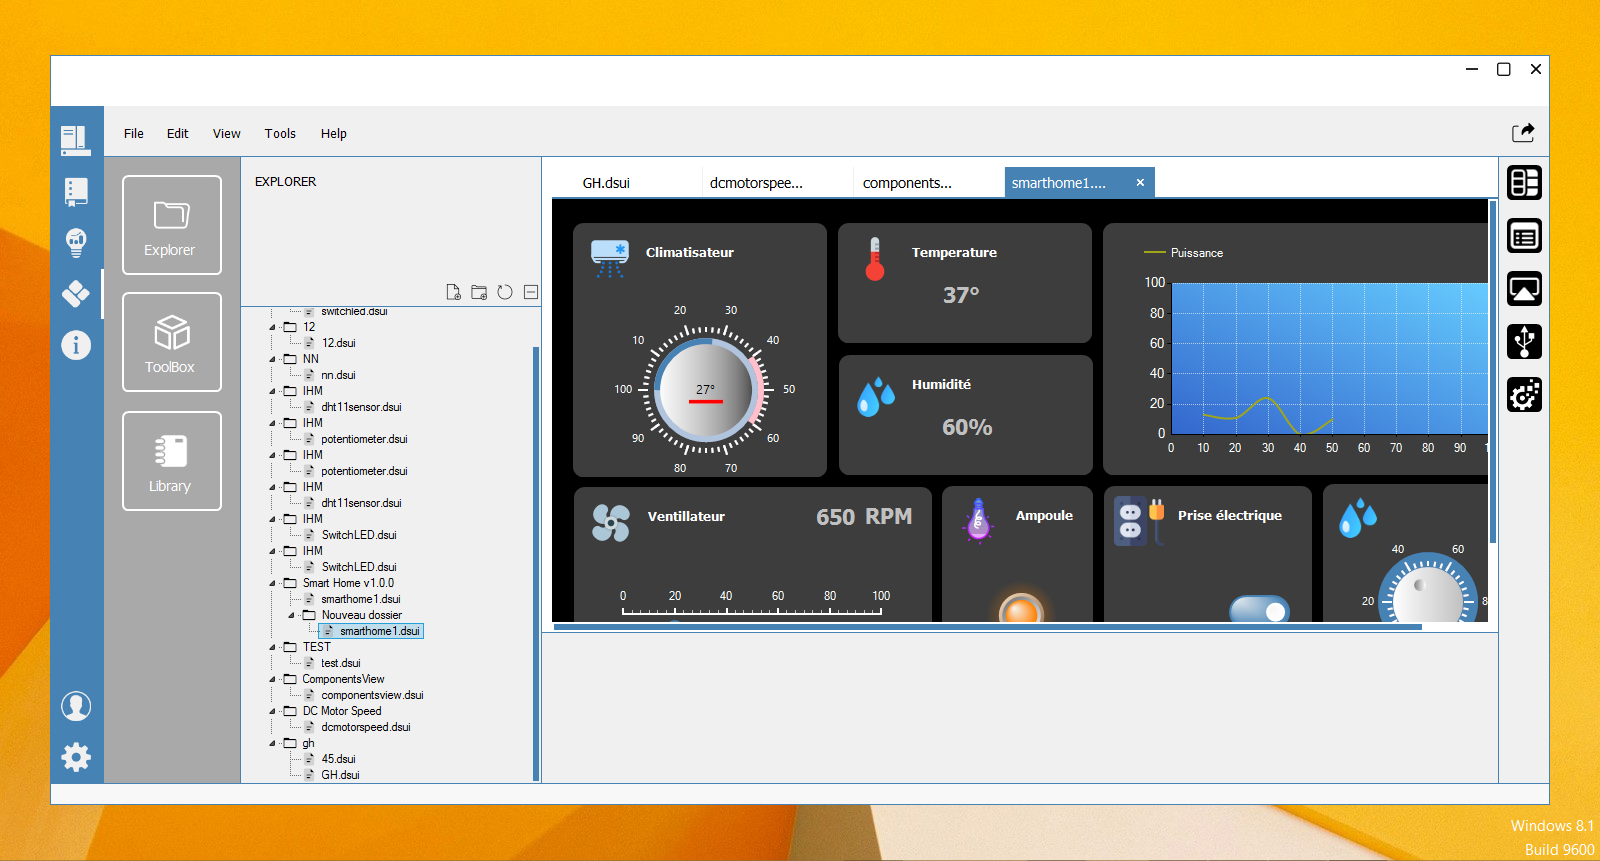 File Edit View Tools Help
Explorer
ToolBox
Library
EXPLORER
switchled.dsui
12
12.dsui
NN
nn.dsui
IHM
dht11sensor.dsui
IHM
potentiometer.dsui
IHM
potentiometer.dsui
IHM
dht11sensor.dsui
IHM
SwitchLED.dsui
IHM
SwitchLED.dsui
Smart Home v1.0.0
smarthome1.dsui
Nouveau dossier
smarthome1.dsui
TEST
test.dsui
ComponentsView
componentsview.dsui
DC Motor Speed
dcmotorspeed.dsui
gh
45.dsui
GH.dsui
GH.dsui dcmotorspee... components... smarthome1....
Climatisateur
20 30
10 40
100 27° 50
90 60
80 70
Temperature
37°
Humidité
60%
Puissance
100
80
60
40
20
0
0 10 20 30 40 50 60 70 80 90
Ventillateur 650 RPM
0 20 40 60 80 100
Ampoule
Prise électrique
40 60
20 8
Windows 8.1
Build 9600